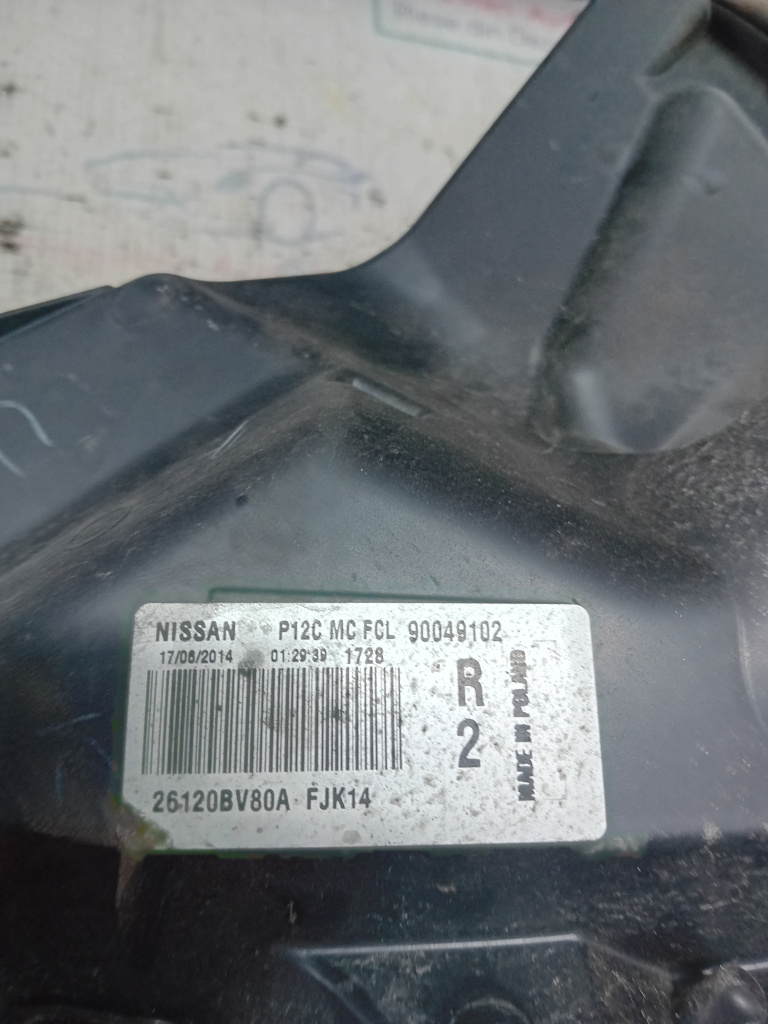 NISSAN P12C MC FCL 90049102
17/06/2014 01:29:39 1728
R
2
MADE IN POLAND
26120BV80A FJK14